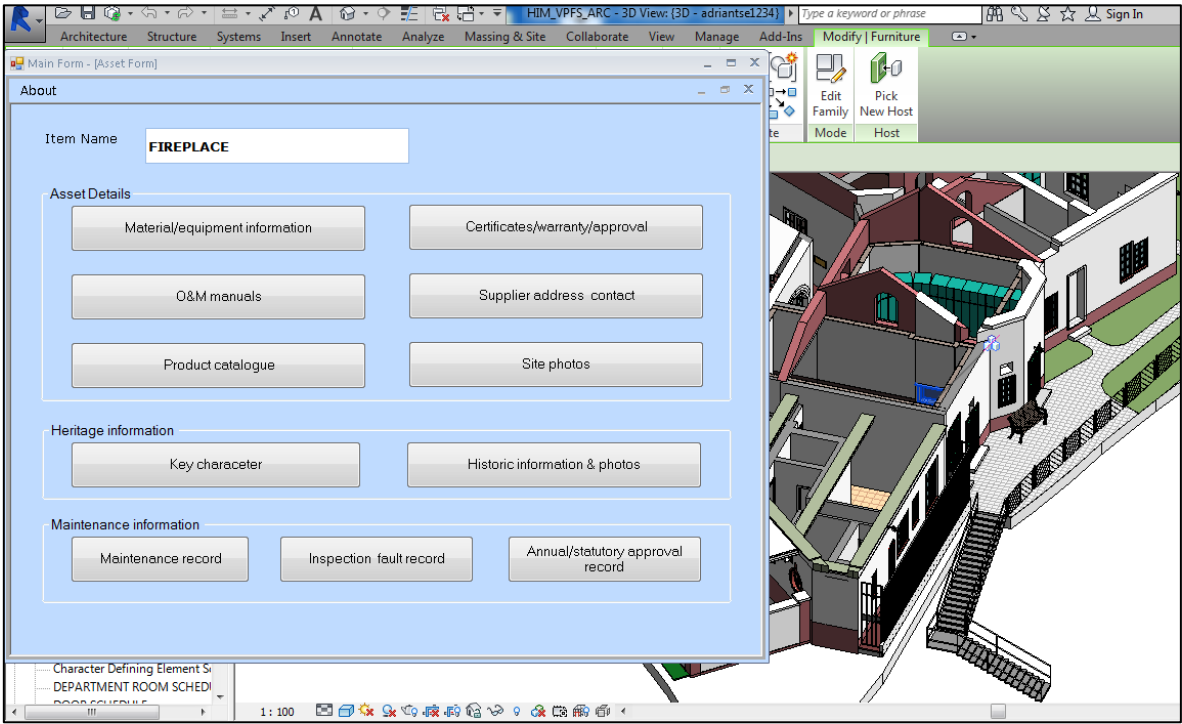 HIM_VPFS_ARC - 3D View: {3D - adriantse1234}
Type a keyword or phrase
Sign In
Architecture Structure Systems Insert Annotate Analyze Massing & Site Collaborate View Manage Add-Ins Modify | Furniture
Main Form - [Asset Form]
About
Edit
Family
Pick
New Host
Mode
Host
Item Name
FIREPLACE
Asset Details
Material/equipment information
Certificates/warranty/approval
O&M manuals
Supplier address contact
Product catalogue
Site photos
Heritage information
Key characeter
Historic information & photos
Maintenance information
Maintenance record
Inspection fault record
Annual/statutory approval
record
Character Defining Element S
DEPARTMENT ROOM SCHED
1 : 100